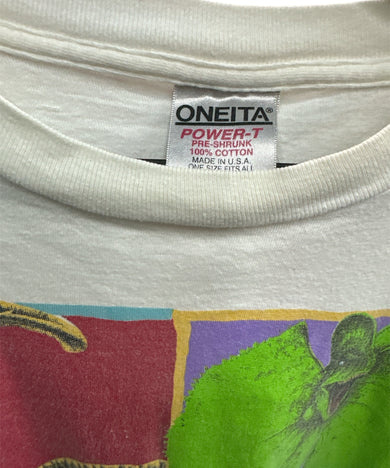 ONEITA®
POWER-T
PRE-SHRUNK
100% COTTON
MADE IN U.S.A.
ONE SIZE FITS ALL